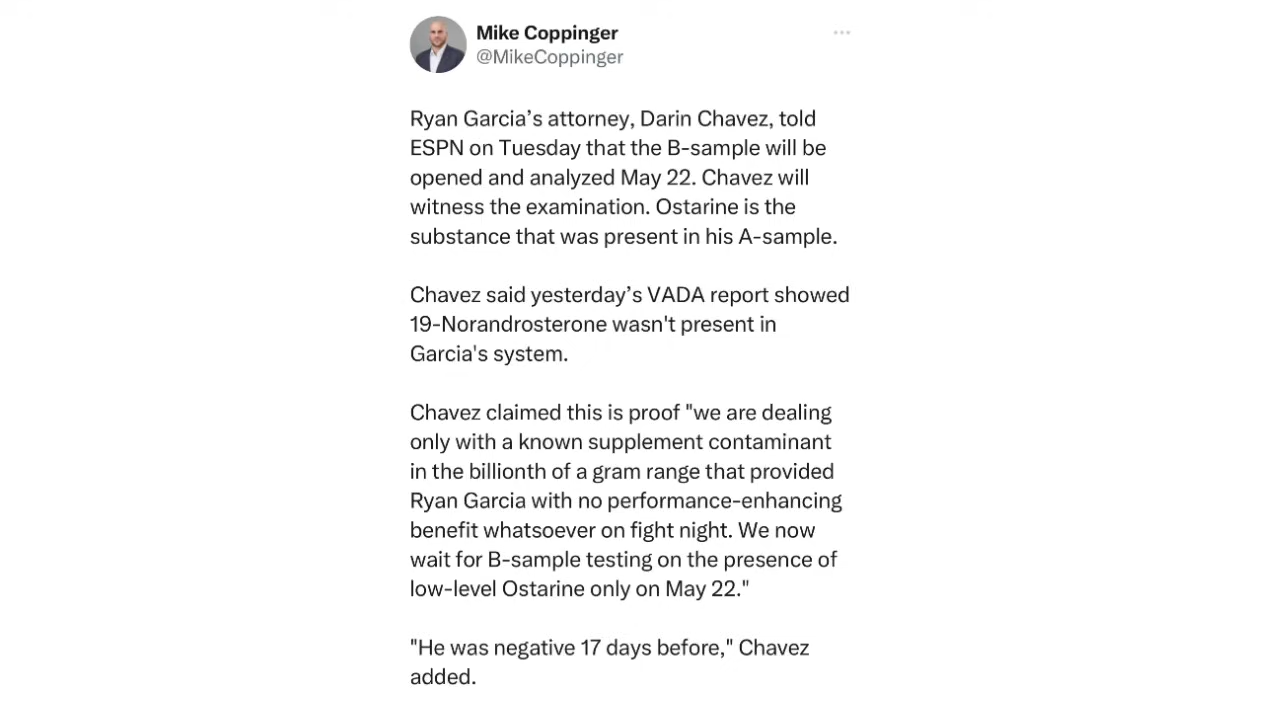 Mike Coppinger
@MikeCoppinger
Ryan Garcia’s attorney, Darin Chavez, told
ESPN on Tuesday that the B-sample will be
opened and analyzed May 22. Chavez will
witness the examination. Ostarine is the
substance that was present in his A-sample.
Chavez said yesterday’s VADA report showed
19-Norandrosterone wasn't present in
Garcia's system.
Chavez claimed this is proof "we are dealing
only with a known supplement contaminant
in the billionth of a gram range that provided
Ryan Garcia with no performance-enhancing
benefit whatsoever on fight night. We now
wait for B-sample testing on the presence of
low-level Ostarine only on May 22."
"He was negative 17 days before," Chavez
added.